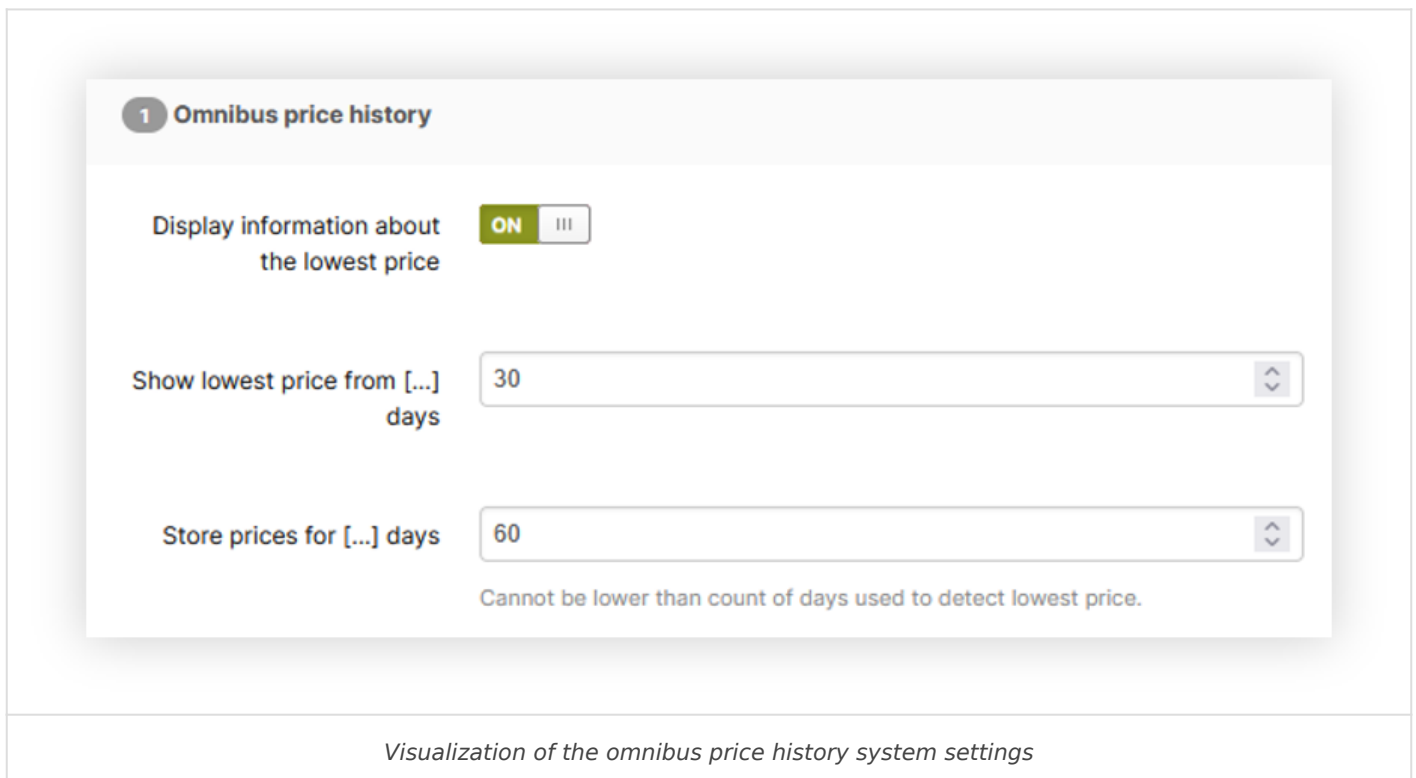 1 Omnibus price history
Display information about
the lowest price
ON
Show lowest price from [...]
days
30
Store prices for [...] days
60
Cannot be lower than count of days used to detect lowest price.
Visualization of the omnibus price history system settings